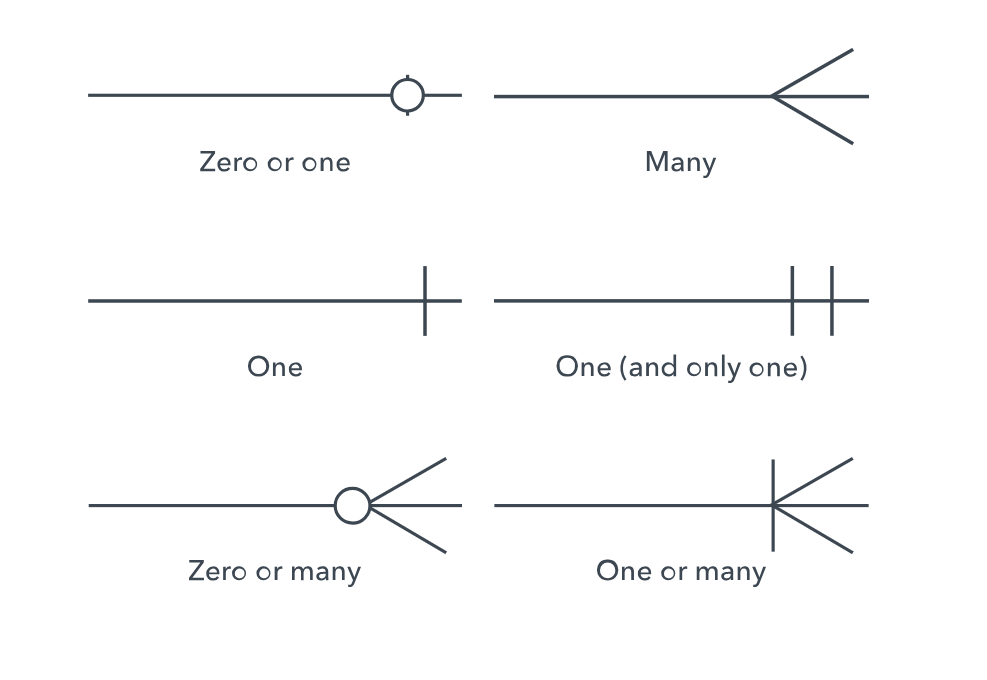 Zero or one
Many
One
One (and only one)
Zero or many
One or many